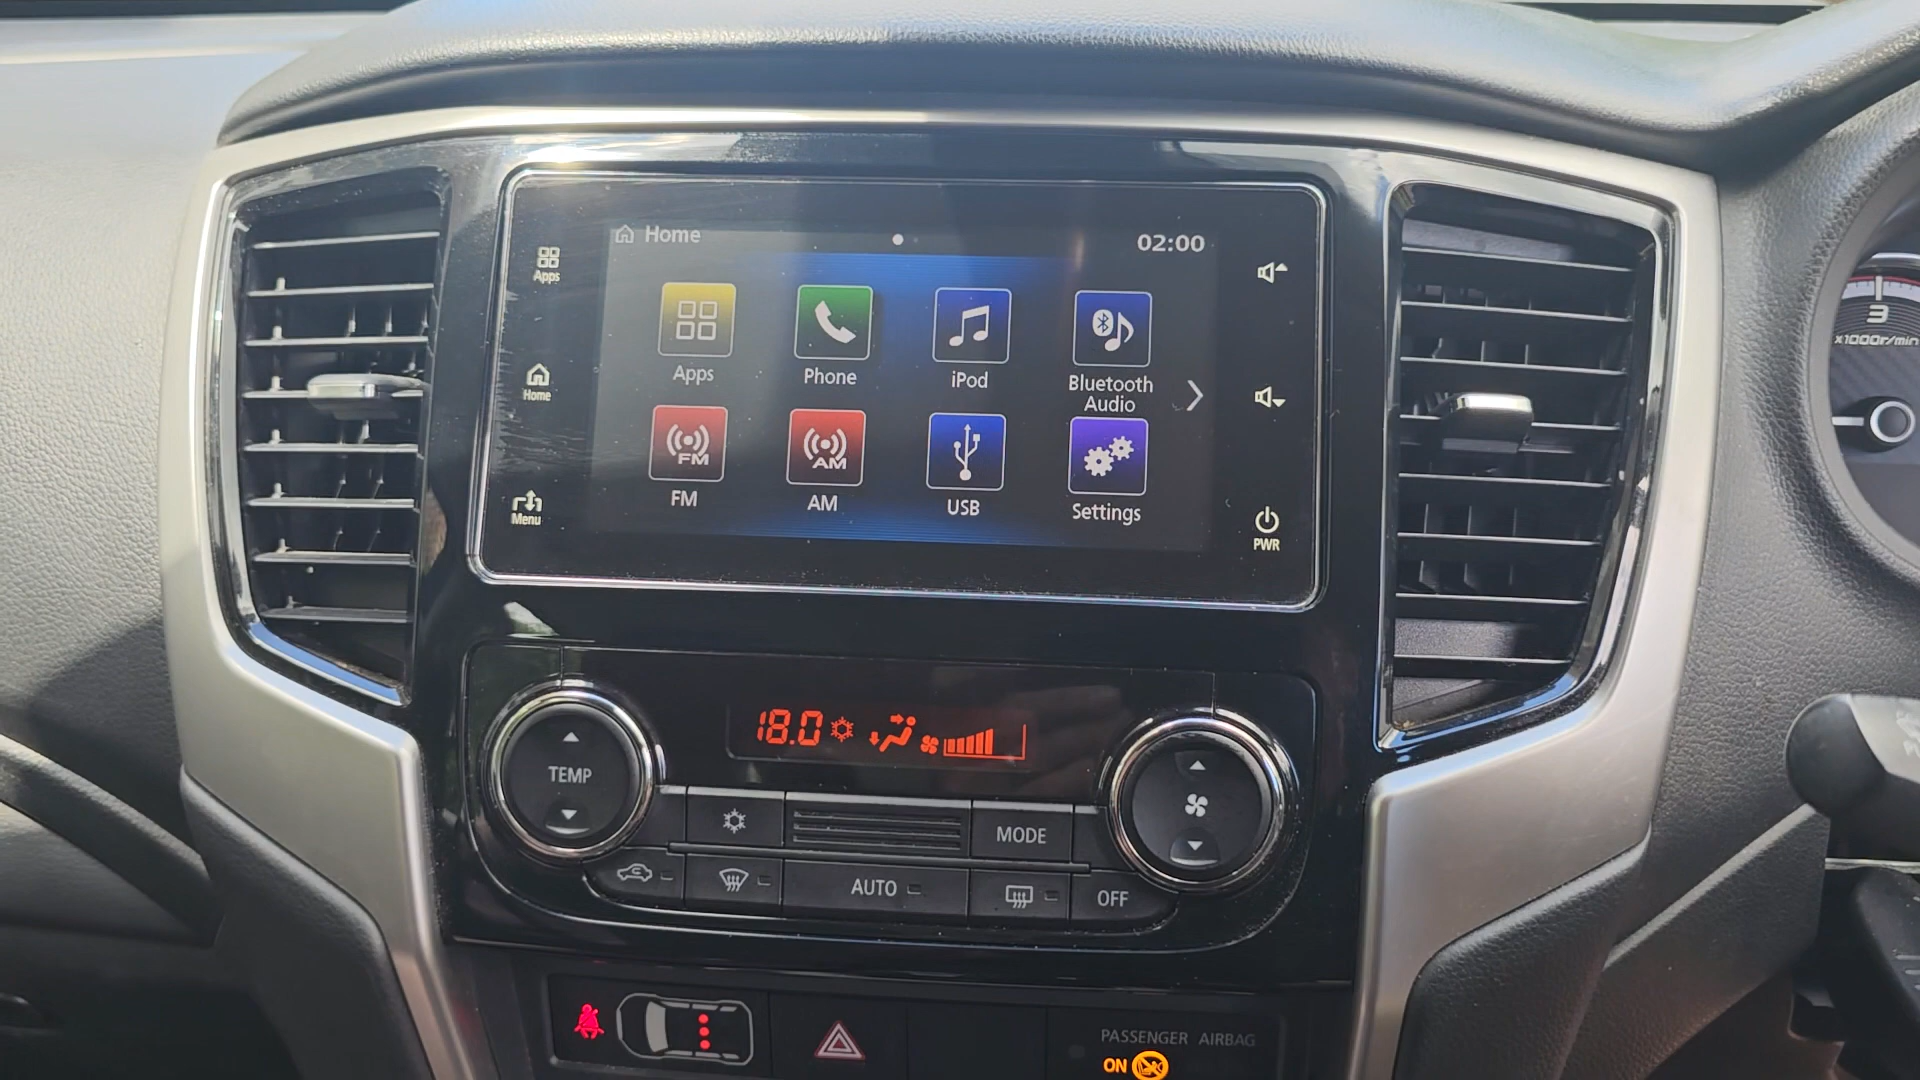 Home
02:00
Apps
Apps
Phone
iPod
Bluetooth
Audio
Home
FM
AM
FM
AM
USB
Settings
Menu
PWR
3
x1000r/min
18.0
TEMP
MODE
AUTO
OFF
PASSENGER AIRBAG
ON